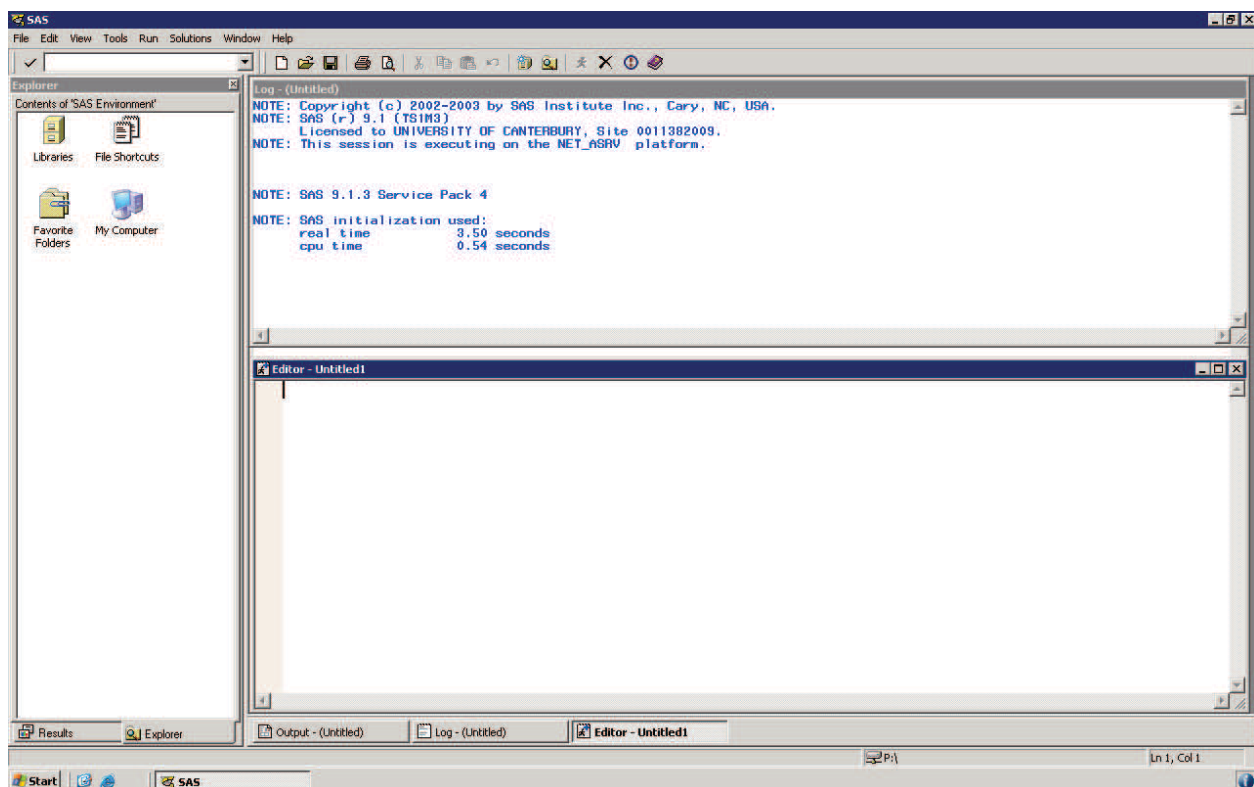 SAS
File Edit View Tools Run Solutions Window Help
Explorer
Contents of 'SAS Environment'
Libraries File Shortcuts
Favorite Folders My Computer
Log - (Untitled)
NOTE: Copyright (c) 2002-2003 by SAS Institute Inc., Cary, NC, USA.
NOTE: SAS (r) 9.1 (TS1M3)
Licensed to UNIVERSITY OF CANTERBURY, Site 0011382009.
NOTE: This session is executing on the NET_ASRV platform.
NOTE: SAS 9.1.3 Service Pack 4
NOTE: SAS initialization used:
real time 3.50 seconds
cpu time 0.54 seconds
Editor - Untitled1
Results Explorer
Output - (Untitled) Log - (Untitled) Editor - Untitled1
P:\ Ln 1, Col 1
Start SAS